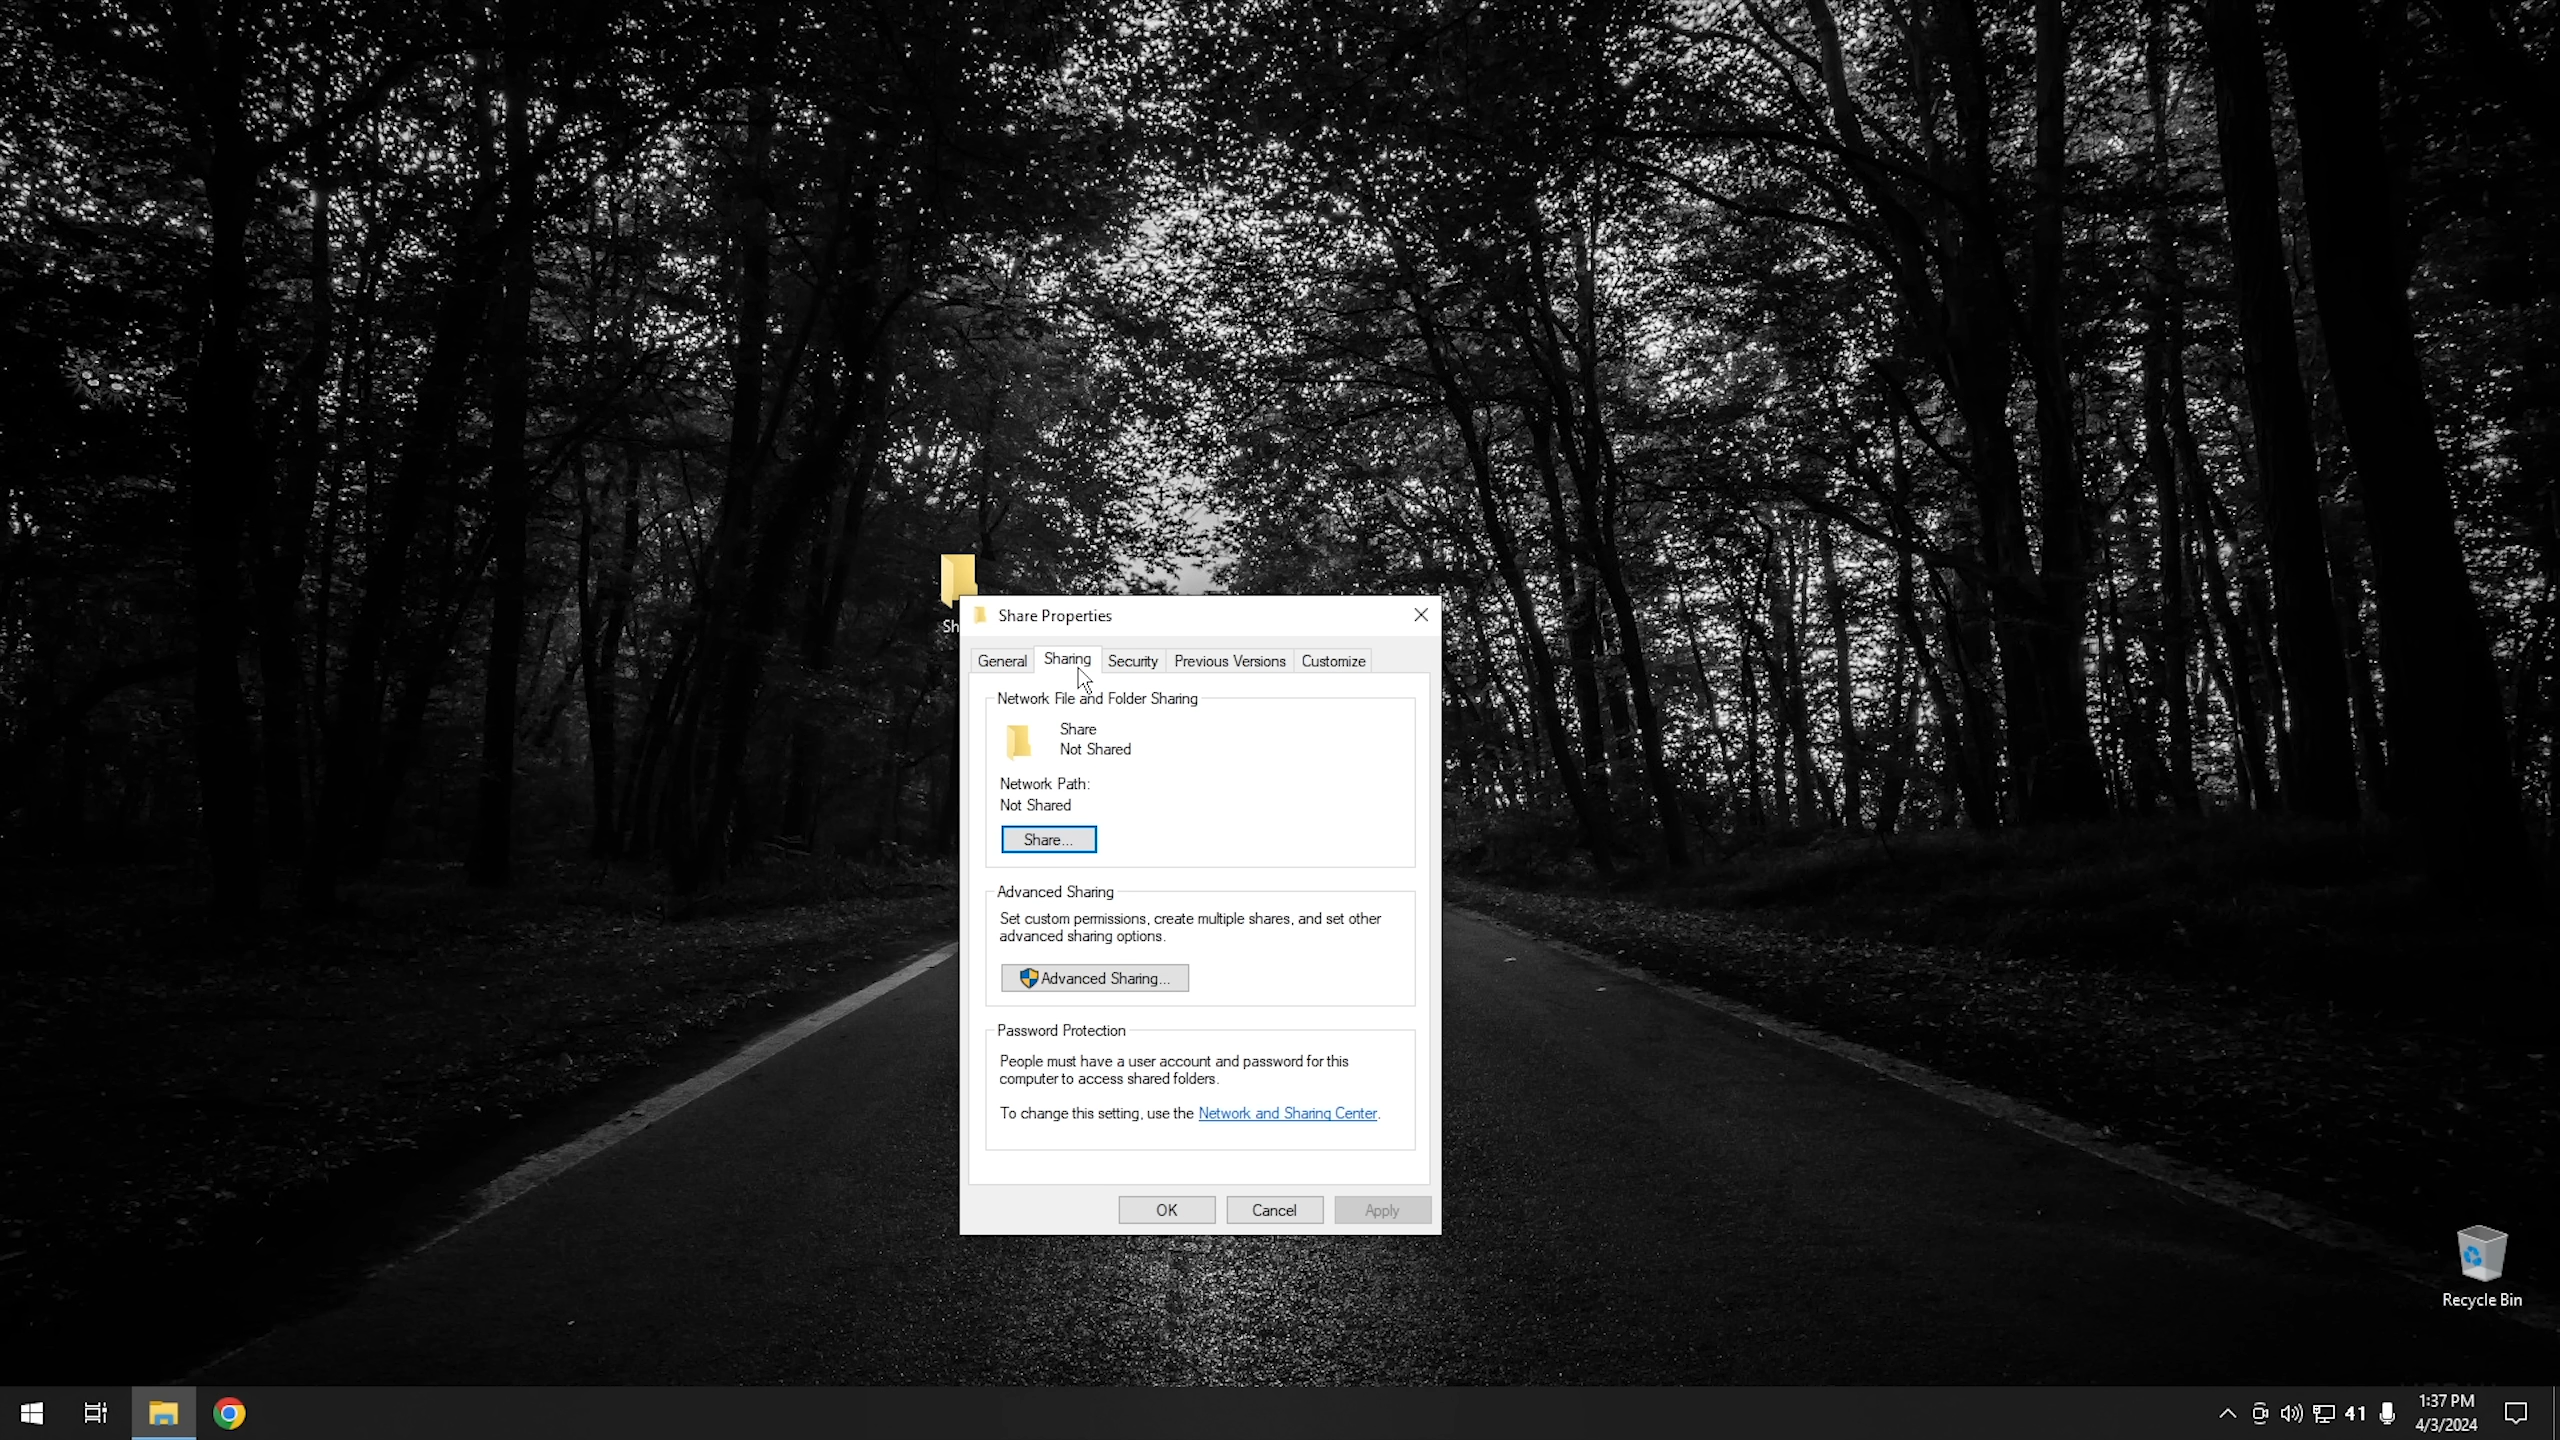 Sh
Share Properties
General
Sharing
Security
Previous Versions
Customize
Network File and Folder Sharing
Share
Not Shared
Network Path:
Not Shared
Share...
Advanced Sharing
Set custom permissions, create multiple shares, and set other
advanced sharing options.
Advanced Sharing...
Password Protection
People must have a user account and password for this
computer to access shared folders.
To change this setting, use the Network and Sharing Center.
OK
Cancel
Apply
Recycle Bin
41
1:37 PM
4/3/2024